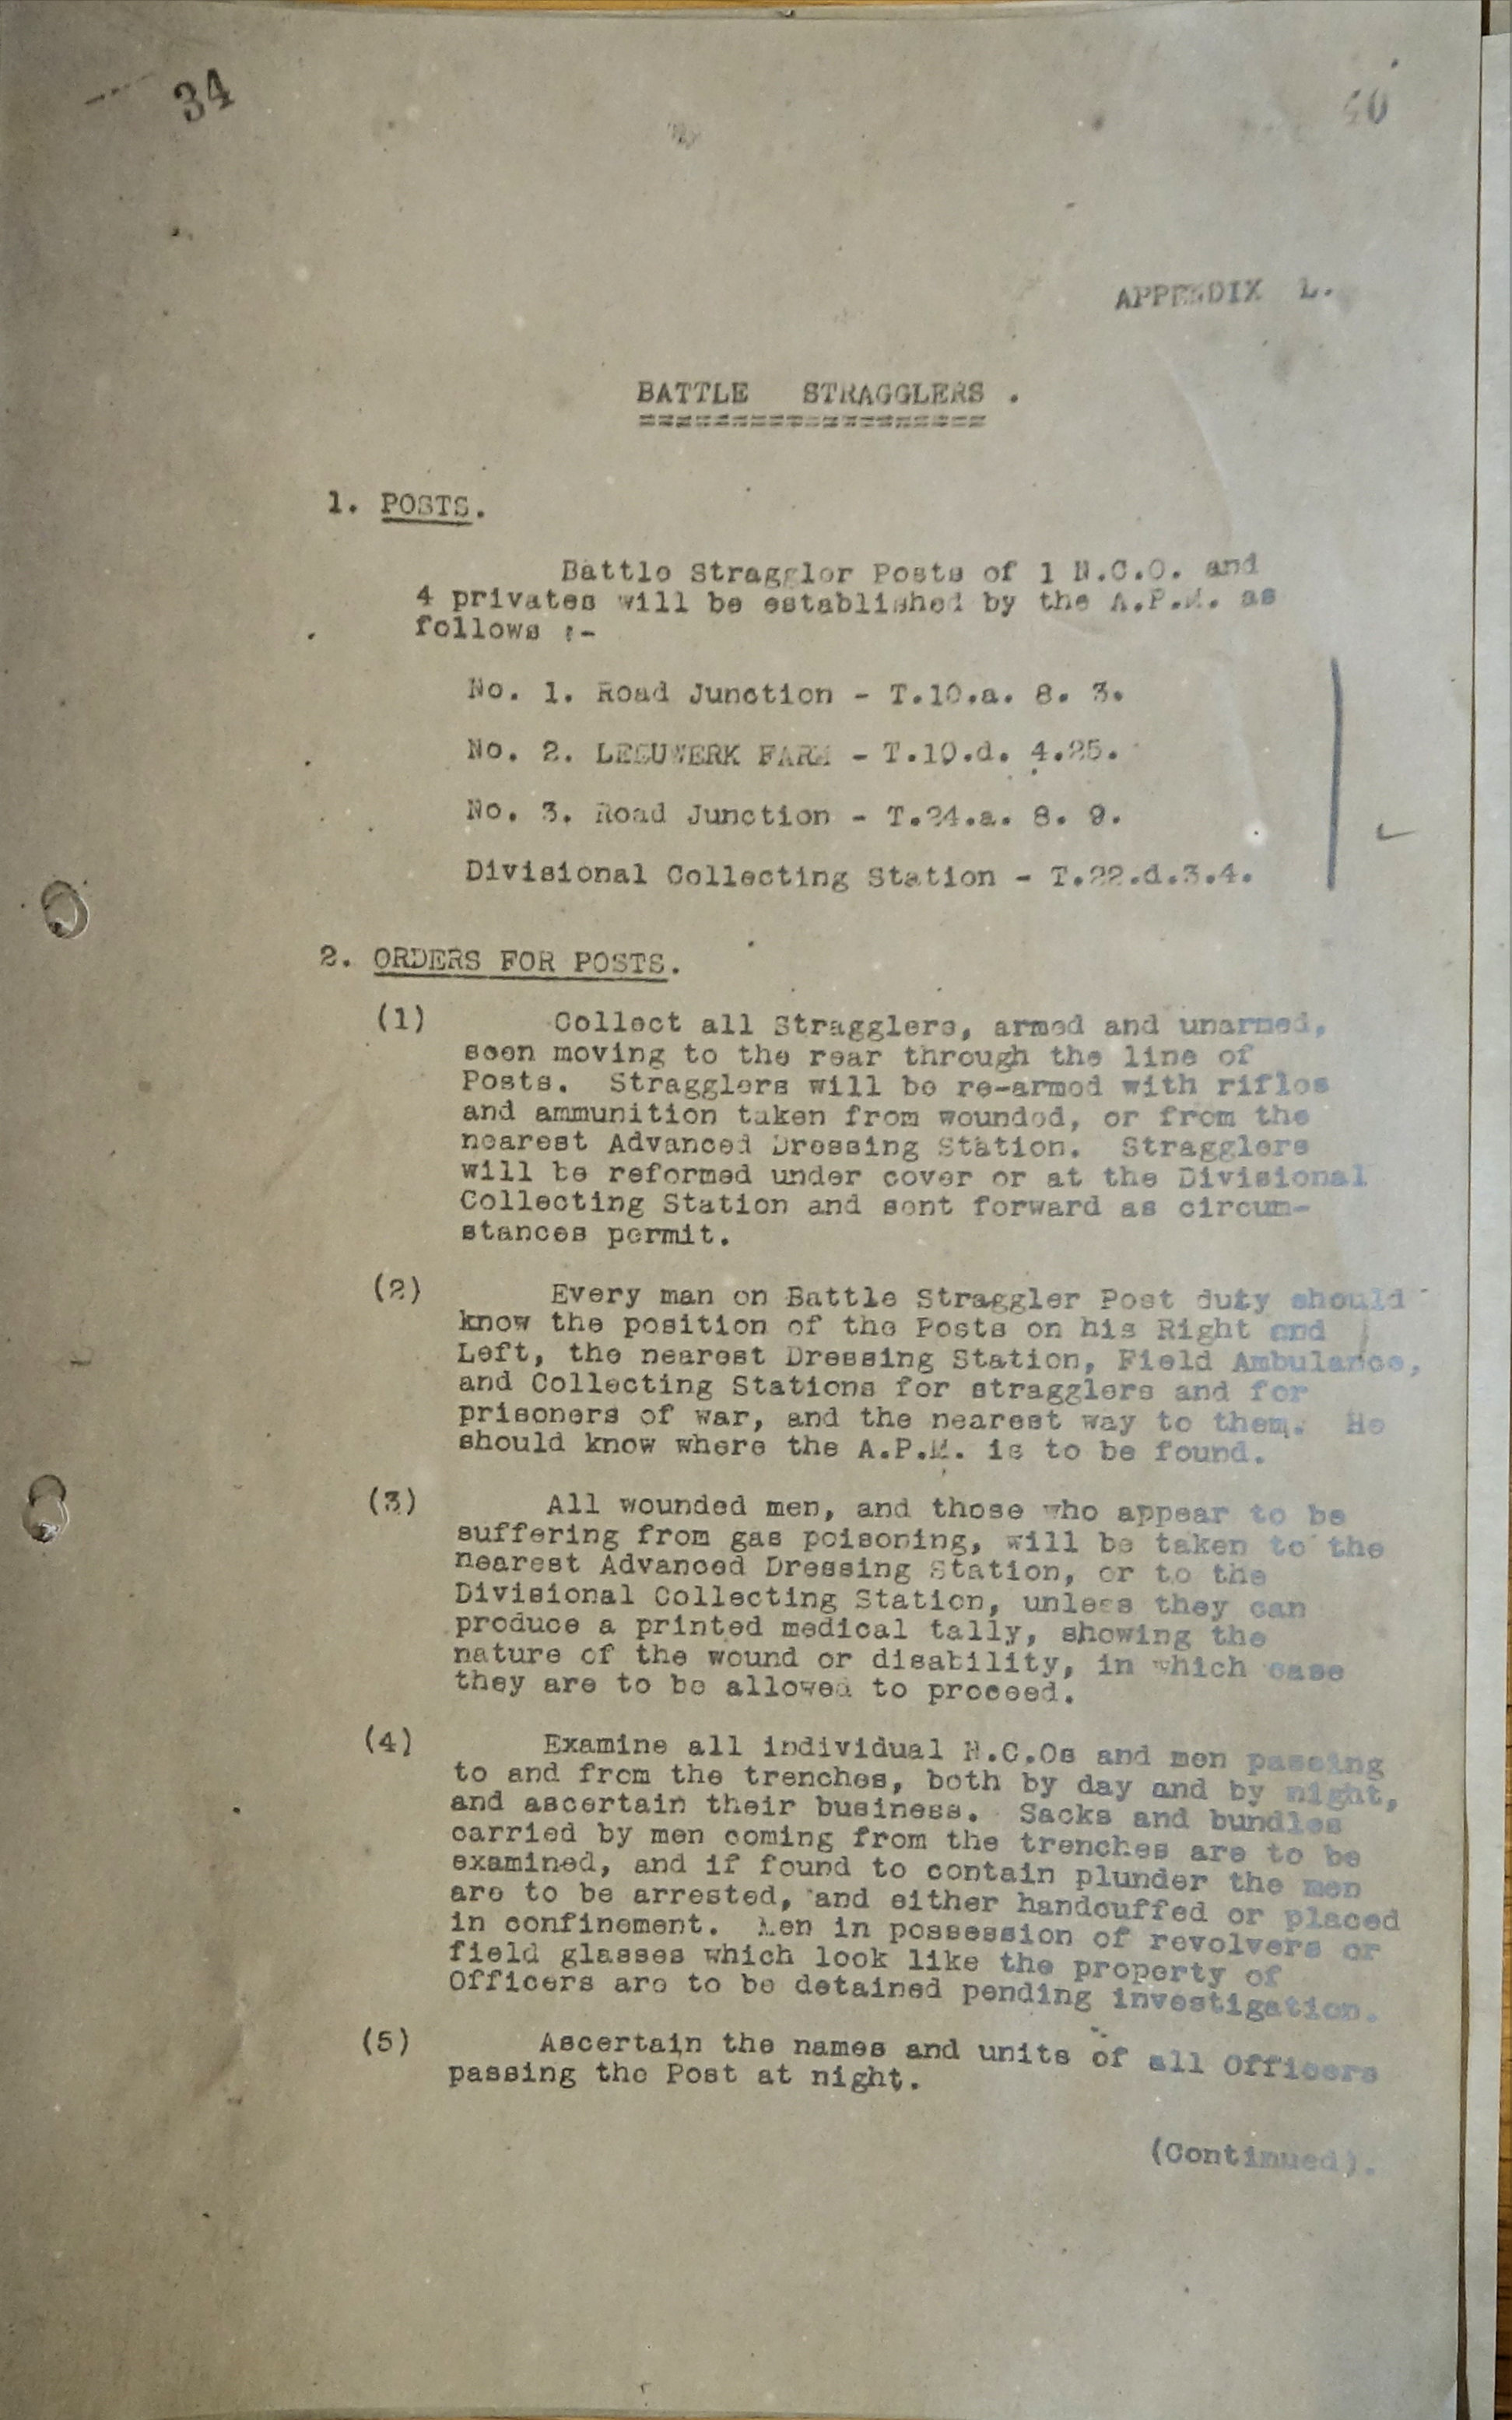 34
40
APPENDIX L.
BATTLE STRAGGLERS .
===================
1. POSTS.
Battle Straggler Posts of 1 N.C.O. and
4 privates will be established by the A.P.M. as
follows :-
No. 1. Road Junction - T.10.a. 8. 3.
No. 2. LEEUWERK FARM - T.10.d. 4.25.
No. 3. Road Junction - T.24.a. 8. 9.
Divisional Collecting Station - T.22.d.3.4.
2. ORDERS FOR POSTS.
(1) Collect all Stragglers, armed and unarmed,
seen moving to the rear through the line of
Posts. Stragglers will be re-armed with rifles
and ammunition taken from wounded, or from the
nearest Advanced Dressing Station. Stragglers
will be reformed under cover or at the Divisional
Collecting Station and sent forward as circum-
stances permit.
(2) Every man on Battle Straggler Post duty should
know the position of the Posts on his Right and
Left, the nearest Dressing Station, Field Ambulance,
and Collecting Stations for stragglers and for
prisoners of war, and the nearest way to them. He
should know where the A.P.M. is to be found.
(3) All wounded men, and those who appear to be
suffering from gas poisoning, will be taken to the
nearest Advanced Dressing Station, or to the
Divisional Collecting Station, unless they can
produce a printed medical tally, showing the
nature of the wound or disability, in which case
they are to be allowed to proceed.
(4) Examine all individual N.C.Os and men passing
to and from the trenches, both by day and by night,
and ascertain their business. Sacks and bundles
carried by men coming from the trenches are to be
examined, and if found to contain plunder the men
are to be arrested, and either handcuffed or placed
in confinement. Men in possession of revolvers or
field glasses which look like the property of
Officers are to be detained pending investigation.
(5) Ascertain the names and units of all Officers
passing the Post at night.
(Continued).